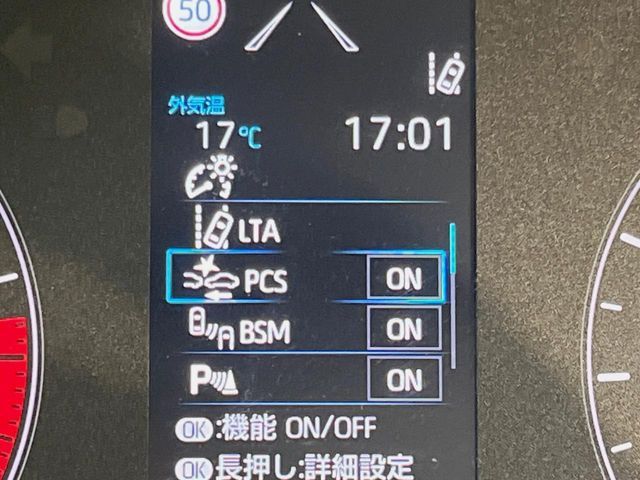 50
外気温
17℃
17:01
LTA
PCS ON
BSM ON
P ON
OK:機能 ON/OFF
OK長押し:詳細設定